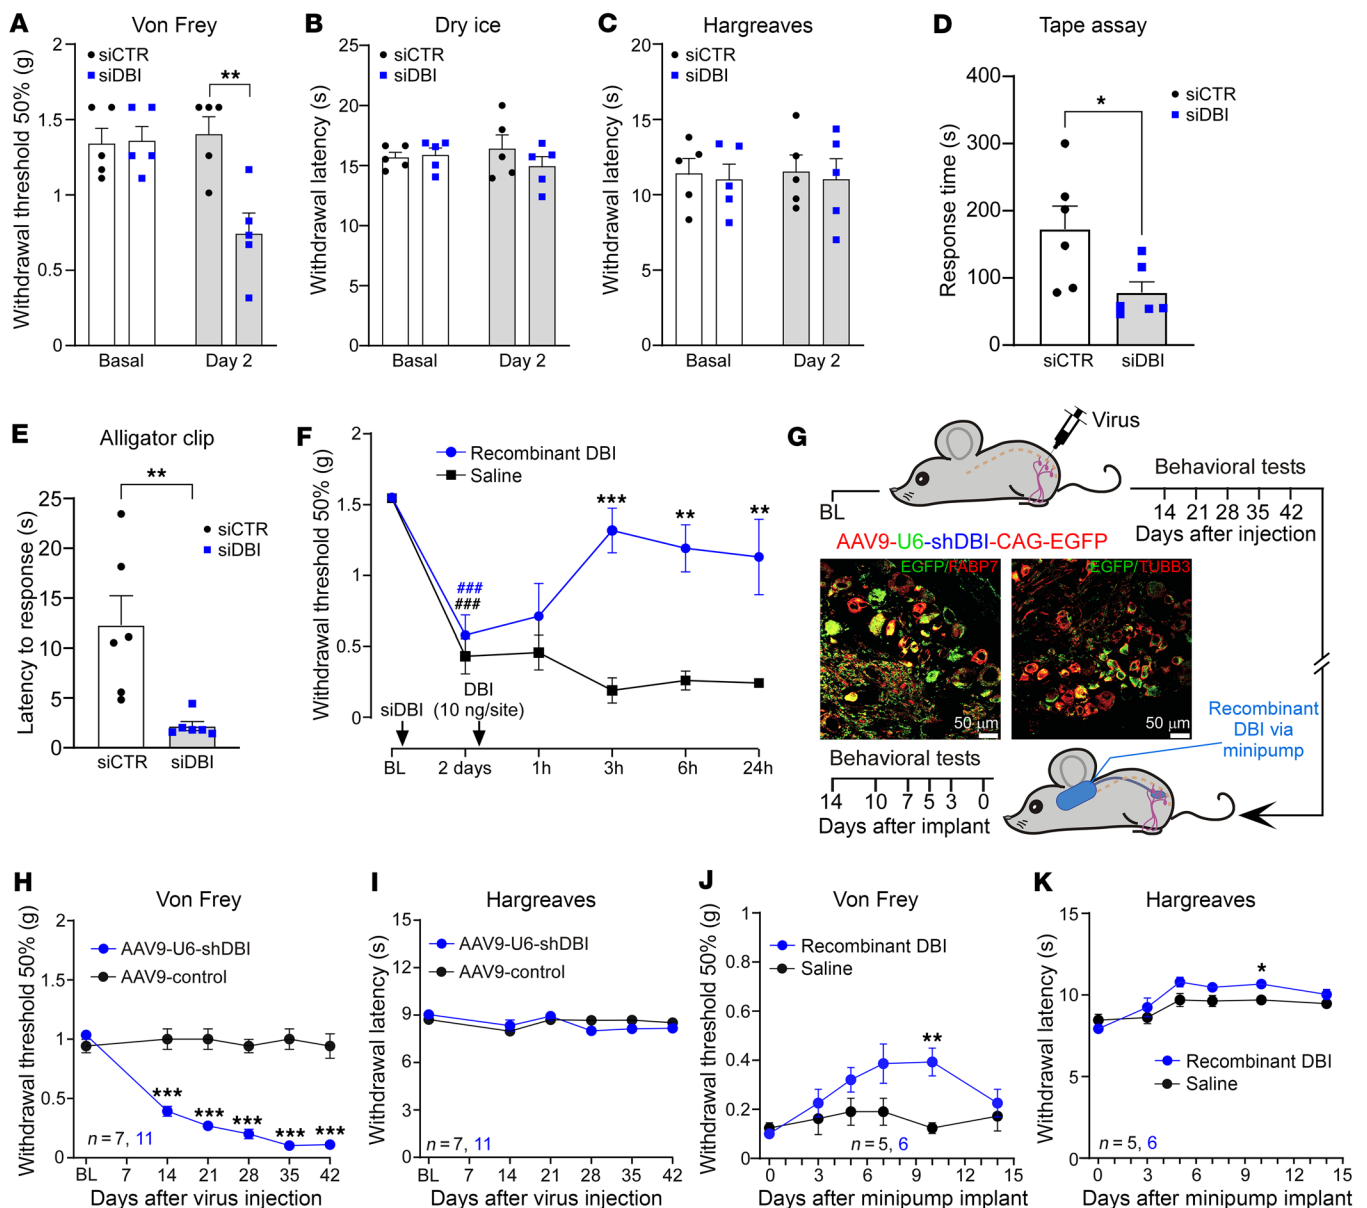 A
Von Frey
Withdrawal threshold 50% (g)
2
1.5
1
0.5
0
siCTR
siDBI
**
Basal
Day 2
B
Dry ice
Withdrawal latency (s)
25
20
15
10
5
0
siCTR
siDBI
Basal
Day 2
C
Hargreaves
Withdrawal latency (s)
20
15
10
5
0
siCTR
siDBI
Basal
Day 2
D
Tape assay
Response time (s)
400
300
200
100
0
*
siCTR
siDBI
siCTR
siDBI
E
Alligator clip
Latency to response (s)
25
20
15
10
5
0
**
siCTR
siDBI
siCTR
siDBI
F
Withdrawal threshold 50% (g)
2
1.5
1
0.5
0
Recombinant DBI
Saline
***
**
**
###
###
siDBI
DBI
(10 ng/site)
BL
2 days
1h
3h
6h
24h
G
Virus
BL
Behavioral tests
14 21 28 35 42
Days after injection
AAV9-U6-shDBI-CAG-EGFP
EGFP/FABP7
50 µm
EGFP/TUBB3
50 µm
Recombinant
DBI via
minipump
Behavioral tests
14 10 7 5 3 0
Days after implant
H
Von Frey
Withdrawal threshold 50% (g)
2
1.5
1
0.5
0
AAV9-U6-shDBI
AAV9-control
***
***
***
***
***
n = 7, 11
BL 7 14 21 28 35 42
Days after virus injection
I
Hargreaves
Withdrawal latency (s)
15
12
9
6
3
0
AAV9-U6-shDBI
AAV9-control
n = 7, 11
BL 7 14 21 28 35 42
Days after virus injection
J
Von Frey
Withdrawal threshold 50% (g)
1
0.8
0.6
0.4
0.2
0
Recombinant DBI
Saline
**
n = 5, 6
0 3 6 9 12 15
Days after minipump implant
K
Hargreaves
Withdrawal latency (s)
15
10
5
0
*
Recombinant DBI
Saline
n = 5, 6
0 3 6 9 12 15
Days after minipump implant